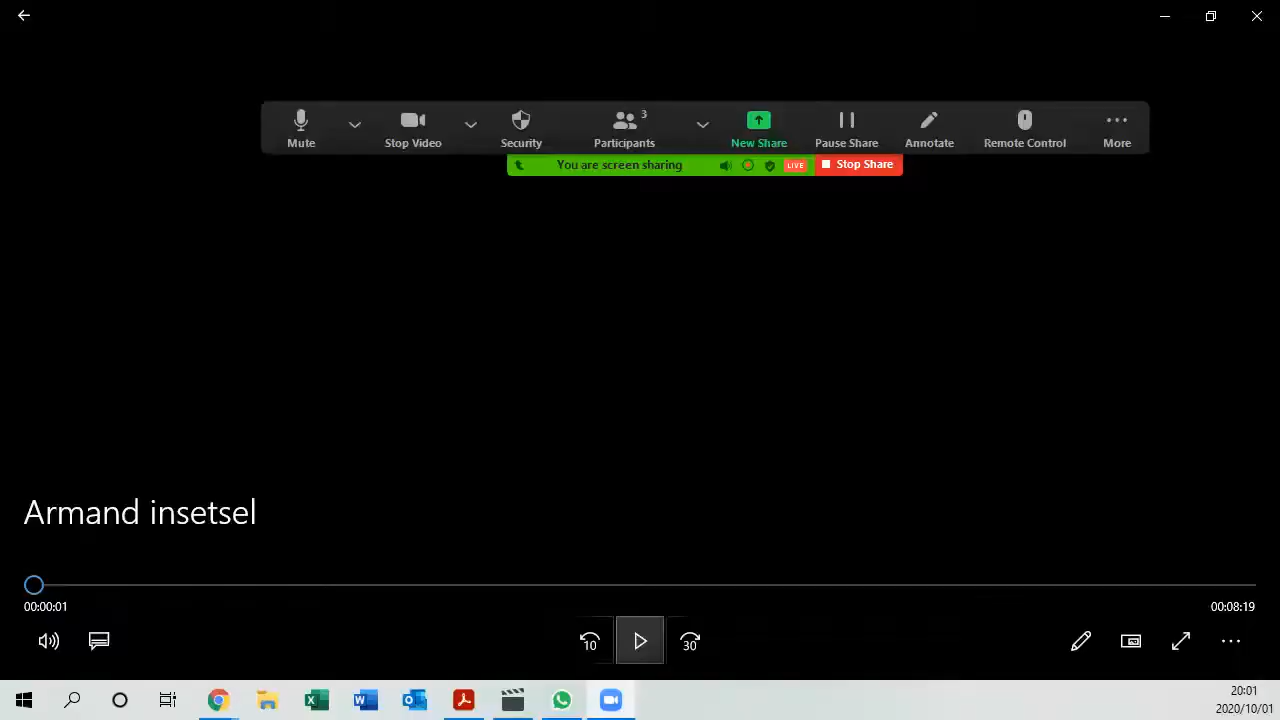 Mute
Stop Video
Security
Participants
3
New Share
Pause Share
Annotate
Remote Control
More
You are screen sharing
LIVE
Stop Share
Armand insetsel
00:00:01
00:08:19
10
30
20:01
2020/10/01